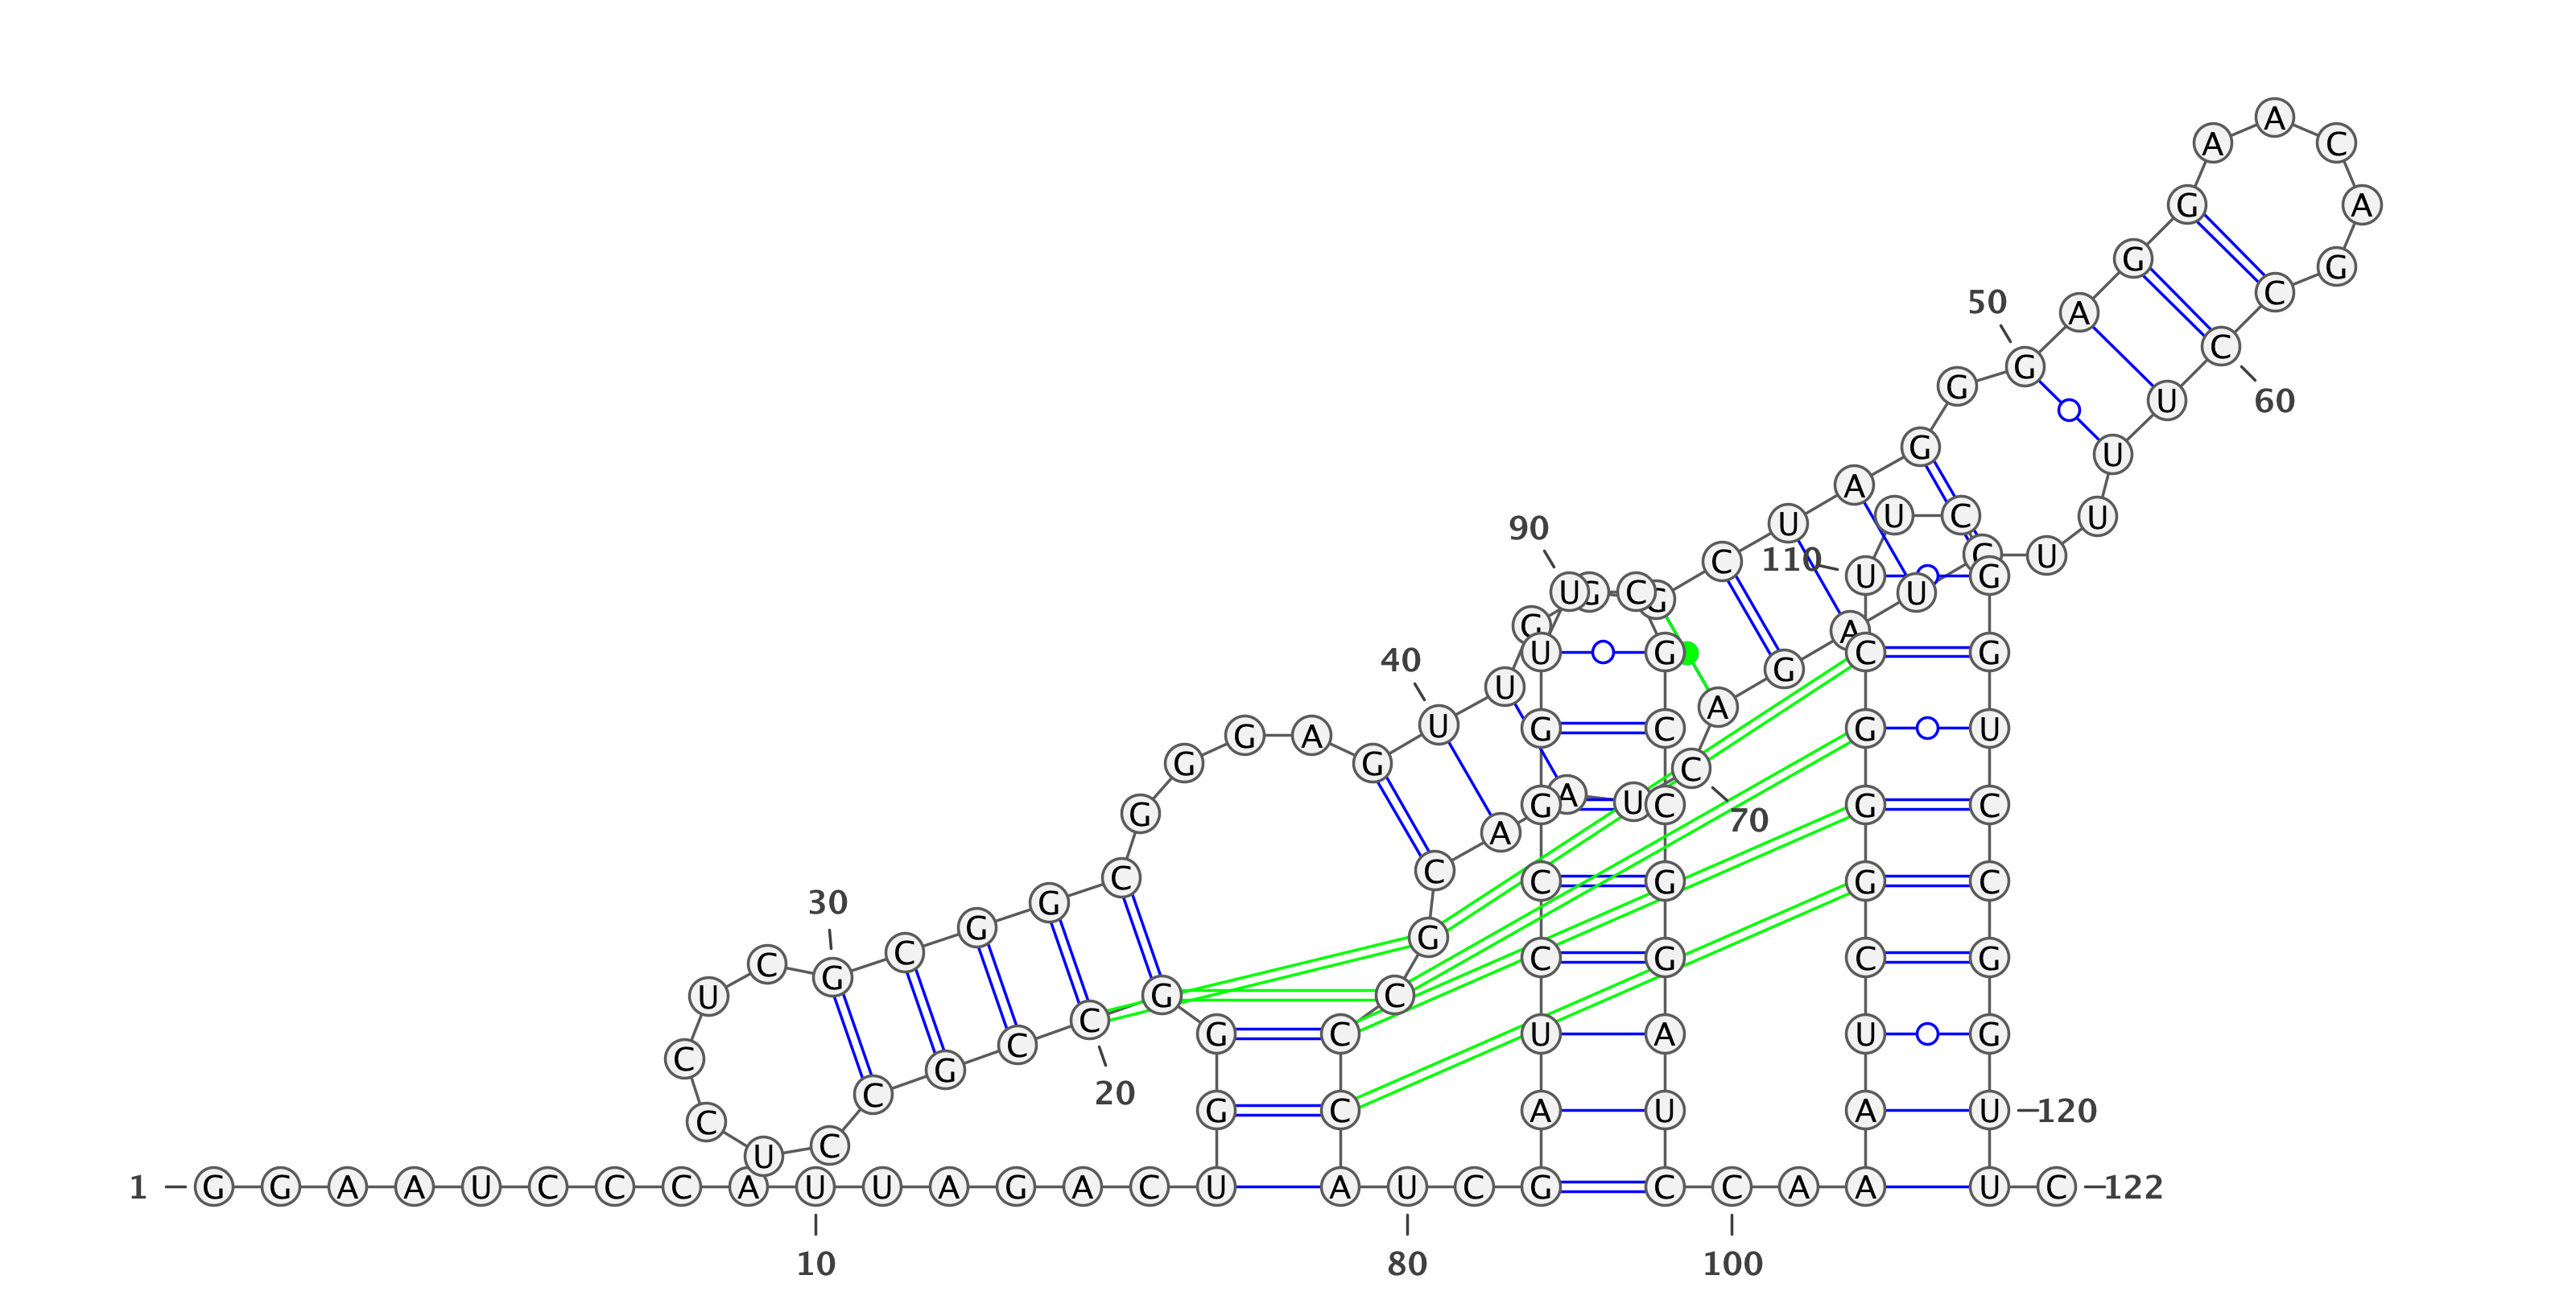 A
A C
G A
G G
C
50 A
C
G
G U 60
G U
A
U U C U
90
C 110 C U
U G
U G C G U
G A
40 U G C G
U G
U A
G C G U
G A
G G C
A U
G C G C
G 70
A
C C C G G C
30 G
G G
C C G C G
C G
U G C
C G C U A U G
C C
G
C 20
G C A U A U 120
C
C
U
1 G G A A U C C C A U U A G A C U A U C G C C A A U C 122
10 80 100